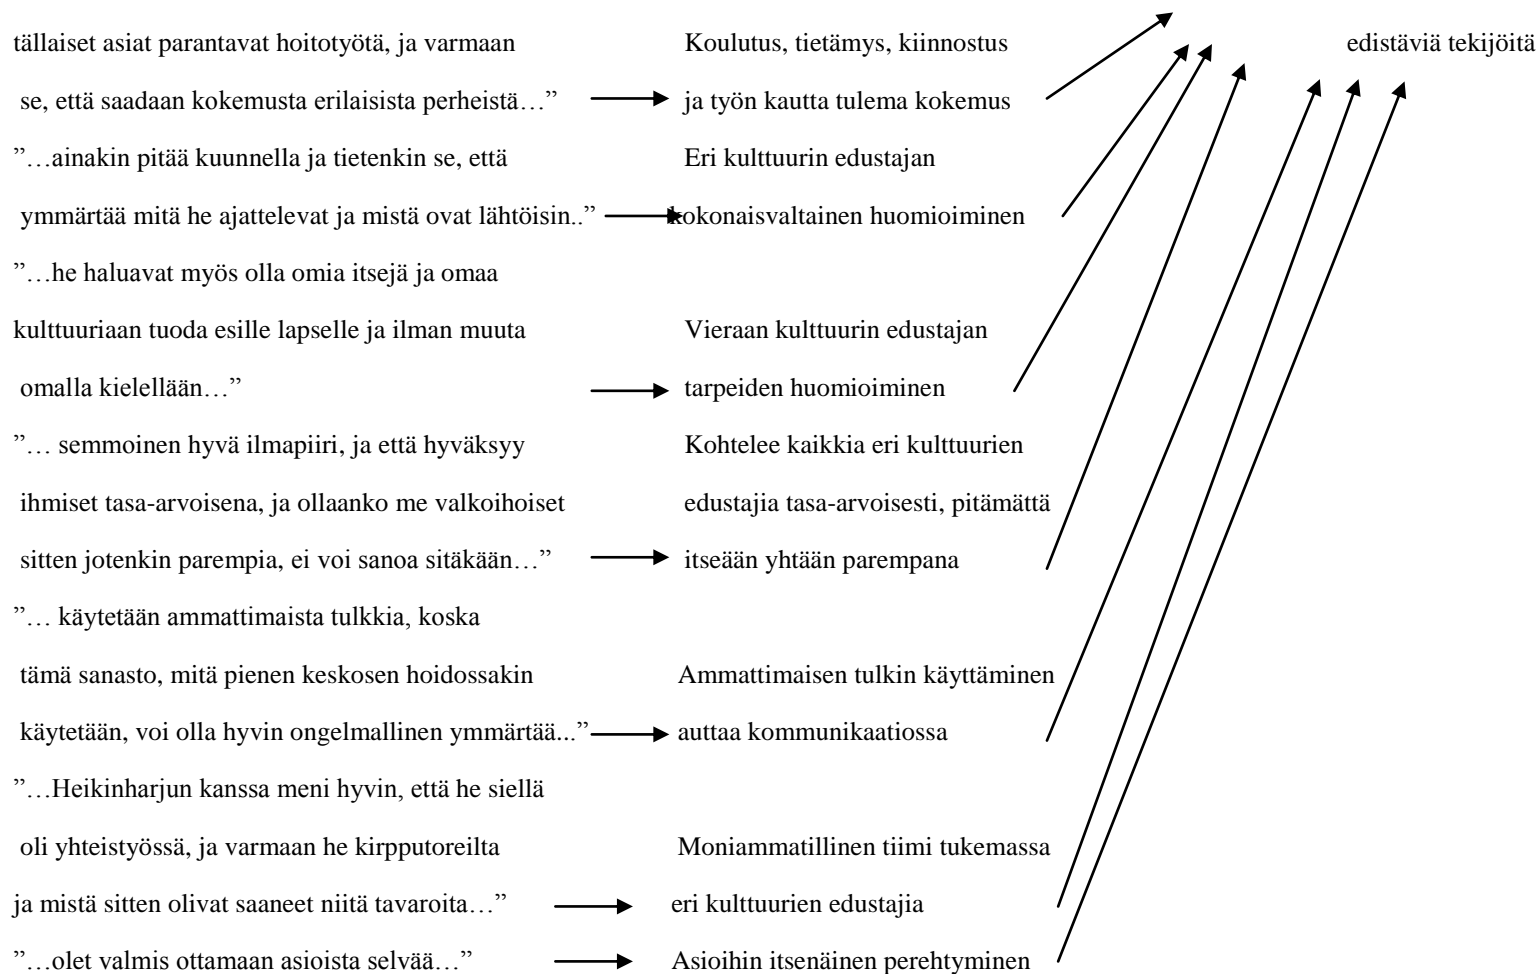 tällaiset asiat parantavat hoitotyötä, ja varmaan Koulutus, tietämys, kiinnostus edistäviä tekijöitä
se, että saadaan kokemusta erilaisista perheistä…” ja työn kautta tulema kokemus
”…ainakin pitää kuunnella ja tietenkin se, että Eri kulttuurin edustajan
ymmärtää mitä he ajattelevat ja mistä ovat lähtöisin..” kokonaisvaltainen huomioiminen
”…he haluavat myös olla omia itsejä ja omaa
kulttuuriaan tuoda esille lapselle ja ilman muuta Vieraan kulttuurin edustajan
omalla kielellään…” tarpeiden huomioiminen
”… semmoinen hyvä ilmapiiri, ja että hyväksyy Kohtelee kaikkia eri kulttuurien
ihmiset tasa-arvoisena, ja ollaanko me valkoihoiset edustajia tasa-arvoisesti, pitämättä
sitten jotenkin parempia, ei voi sanoa sitäkään…” itseään yhtään parempana
”… käytetään ammattimaista tulkkia, koska
tämä sanasto, mitä pienen keskosen hoidossakin Ammattimaisen tulkin käyttäminen
käytetään, voi olla hyvin ongelmallinen ymmärtää...” auttaa kommunikaatiossa
”…Heikinharjun kanssa meni hyvin, että he siellä
oli yhteistyössä, ja varmaan he kirpputoreilta Moniammatillinen tiimi tukemassa
ja mistä sitten olivat saaneet niitä tavaroita…” eri kulttuurien edustajia
”…olet valmis ottamaan asioista selvää…” Asioihin itsenäinen perehtyminen